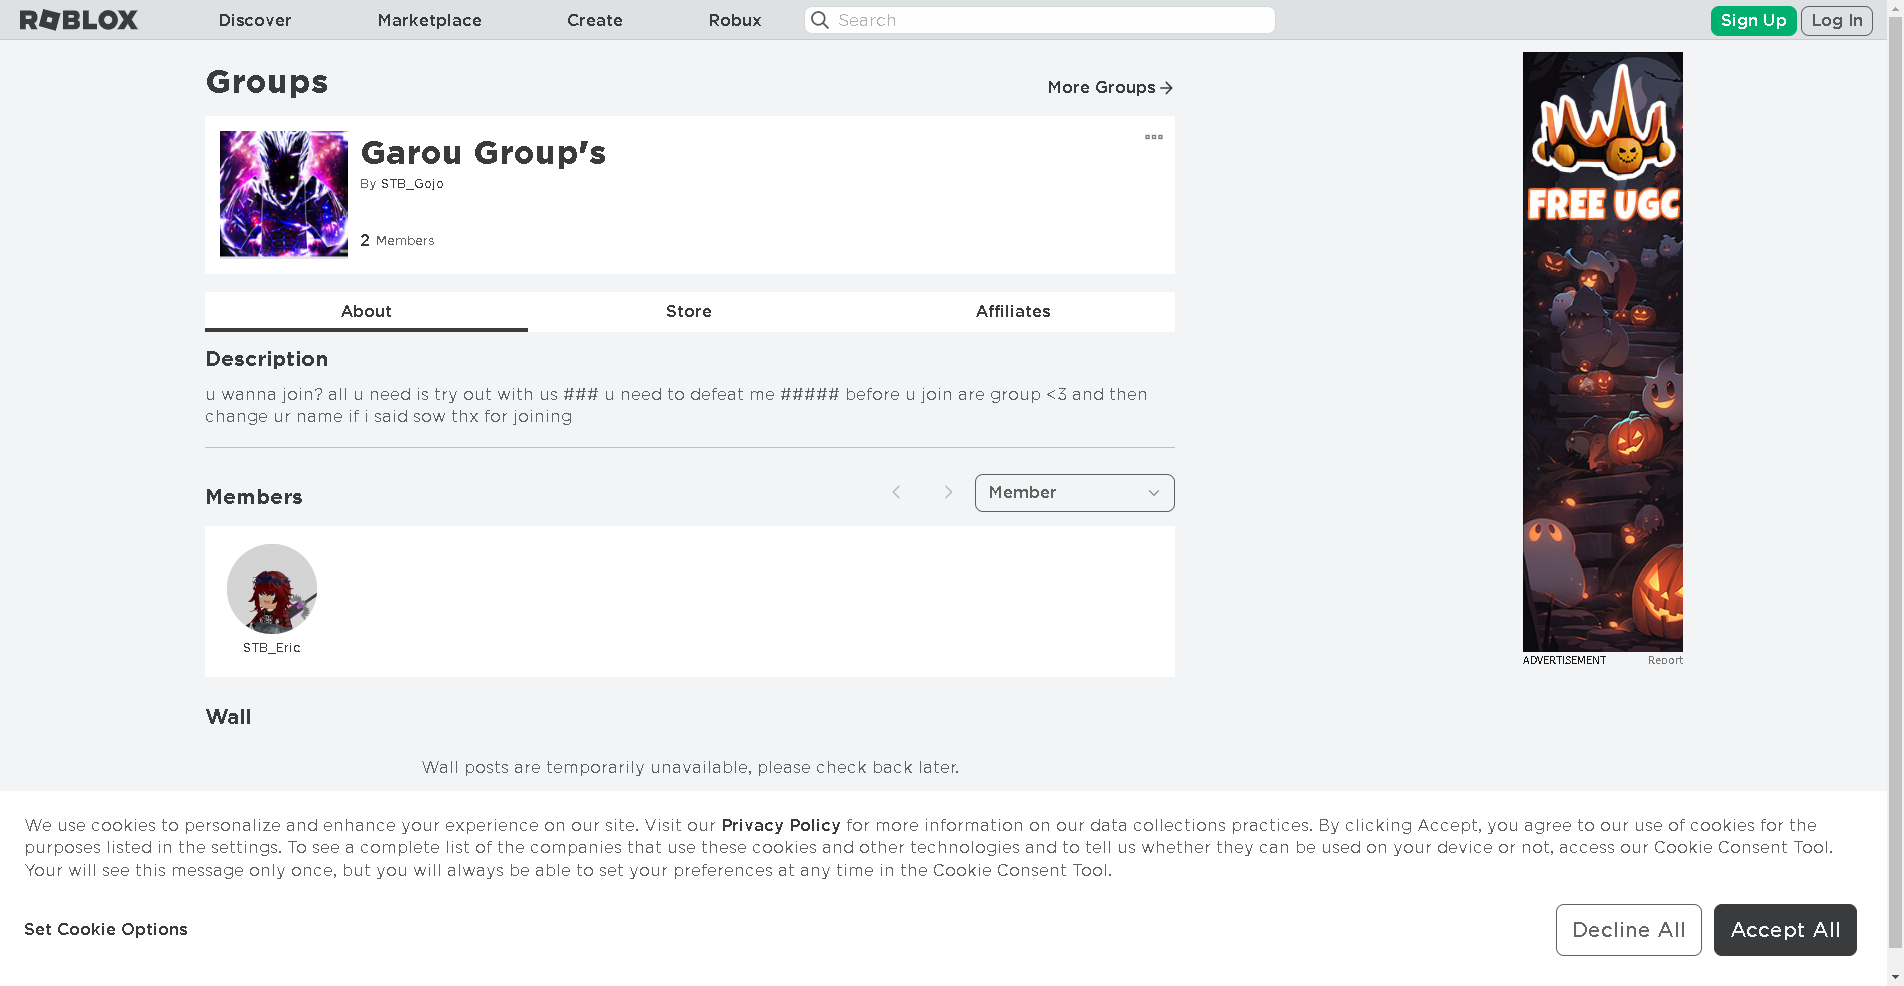 ROBLOX Discover Marketplace Create Robux Search Sign Up Log In
Groups
More Groups
Garou Group's
By STB_Gojo
2 Members
About Store Affiliates
Description
u wanna join? all u need is try out with us ### u need to defeat me ##### before u join are group <3 and then
change ur name if i said sow thx for joining
Members
Member
STB_Eric
Wall
Wall posts are temporarily unavailable, please check back later.
FREE UGC
ADVERTISEMENT Report
We use cookies to personalize and enhance your experience on our site. Visit our Privacy Policy for more information on our data collections practices. By clicking Accept, you agree to our use of cookies for the
purposes listed in the settings. To see a complete list of the companies that use these cookies and other technologies and to tell us whether they can be used on your device or not, access our Cookie Consent Tool.
Your will see this message only once, but you will always be able to set your preferences at any time in the Cookie Consent Tool.
Set Cookie Options
Decline All
Accept All